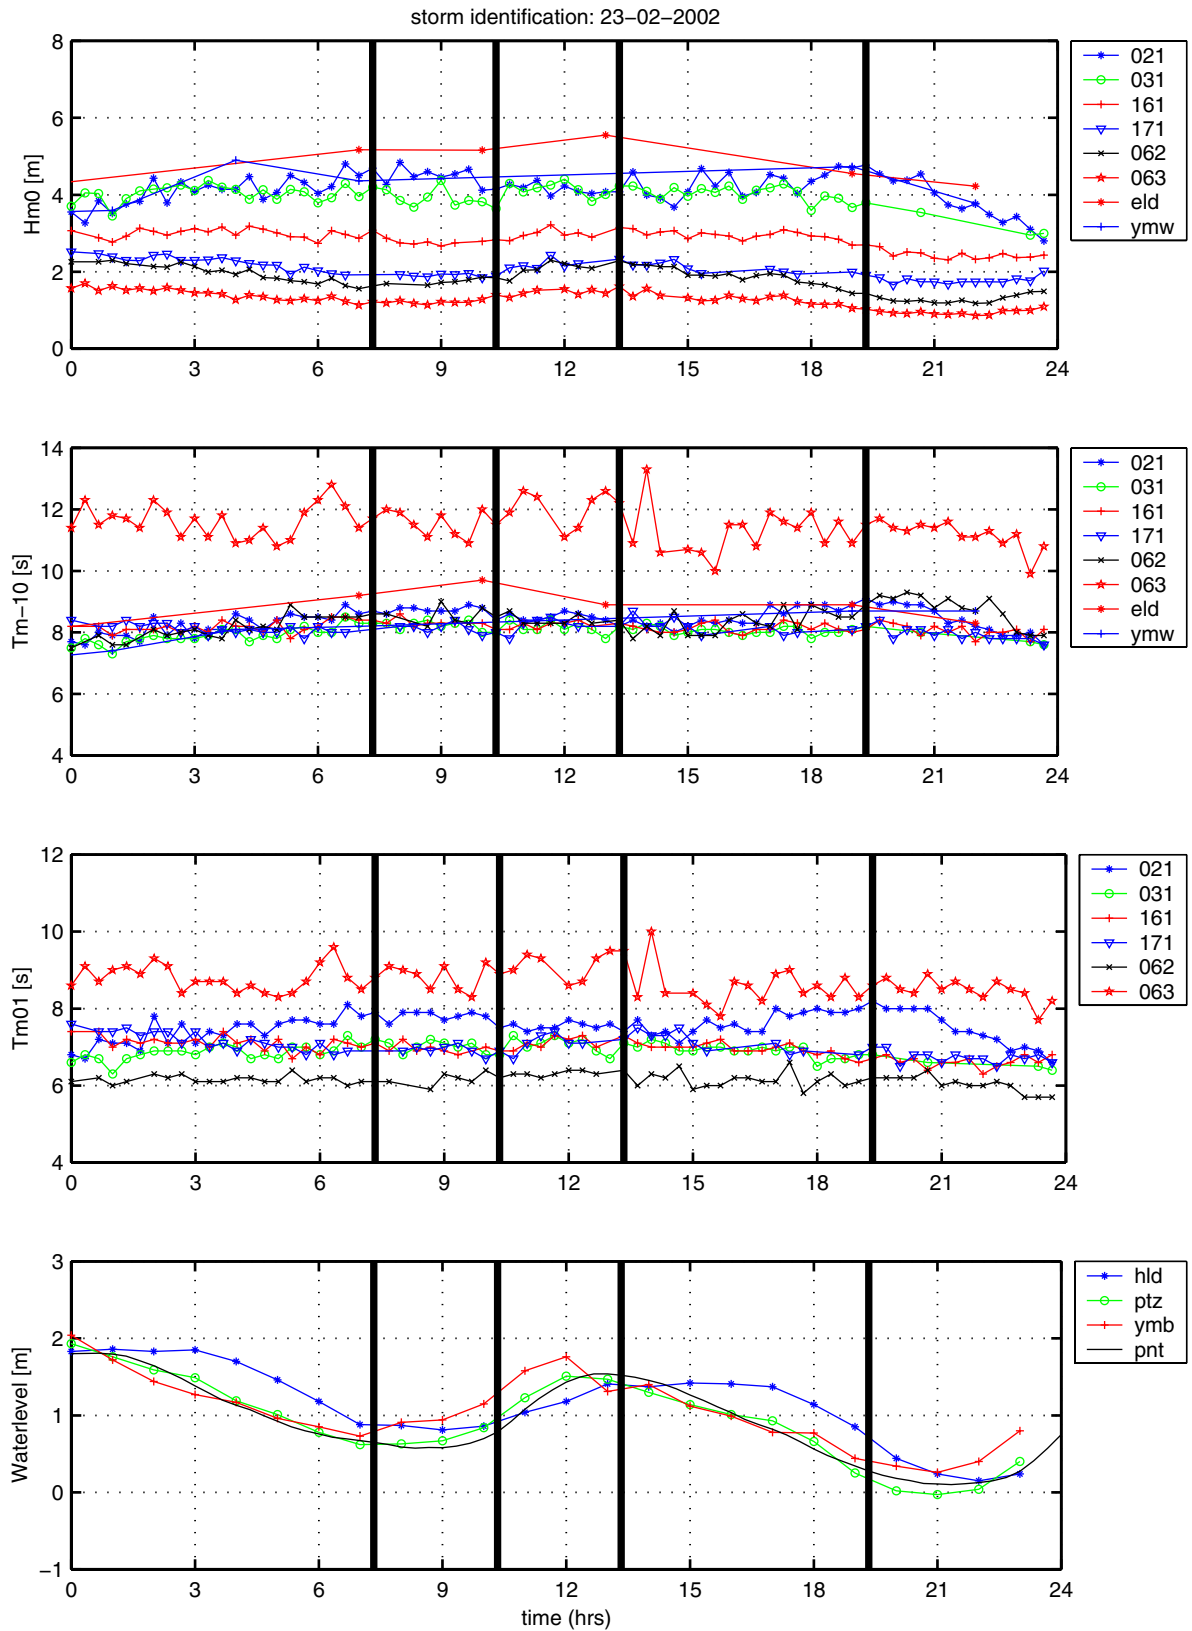 storm identification: 23−02−2002
8
6
4
2
0
Hm0 [m]
0 3 6 9 12 15 18 21 24
021
031
161
171
062
063
eld
ymw
14
12
10
8
6
4
Tm−10 [s]
0 3 6 9 12 15 18 21 24
021
031
161
171
062
063
eld
ymw
12
10
8
6
4
Tm01 [s]
0 3 6 9 12 15 18 21 24
021
031
161
171
062
063
3
2
1
0
−1
Waterlevel [m]
0 3 6 9 12 15 18 21 24
time (hrs)
hld
ptz
ymb
pnt